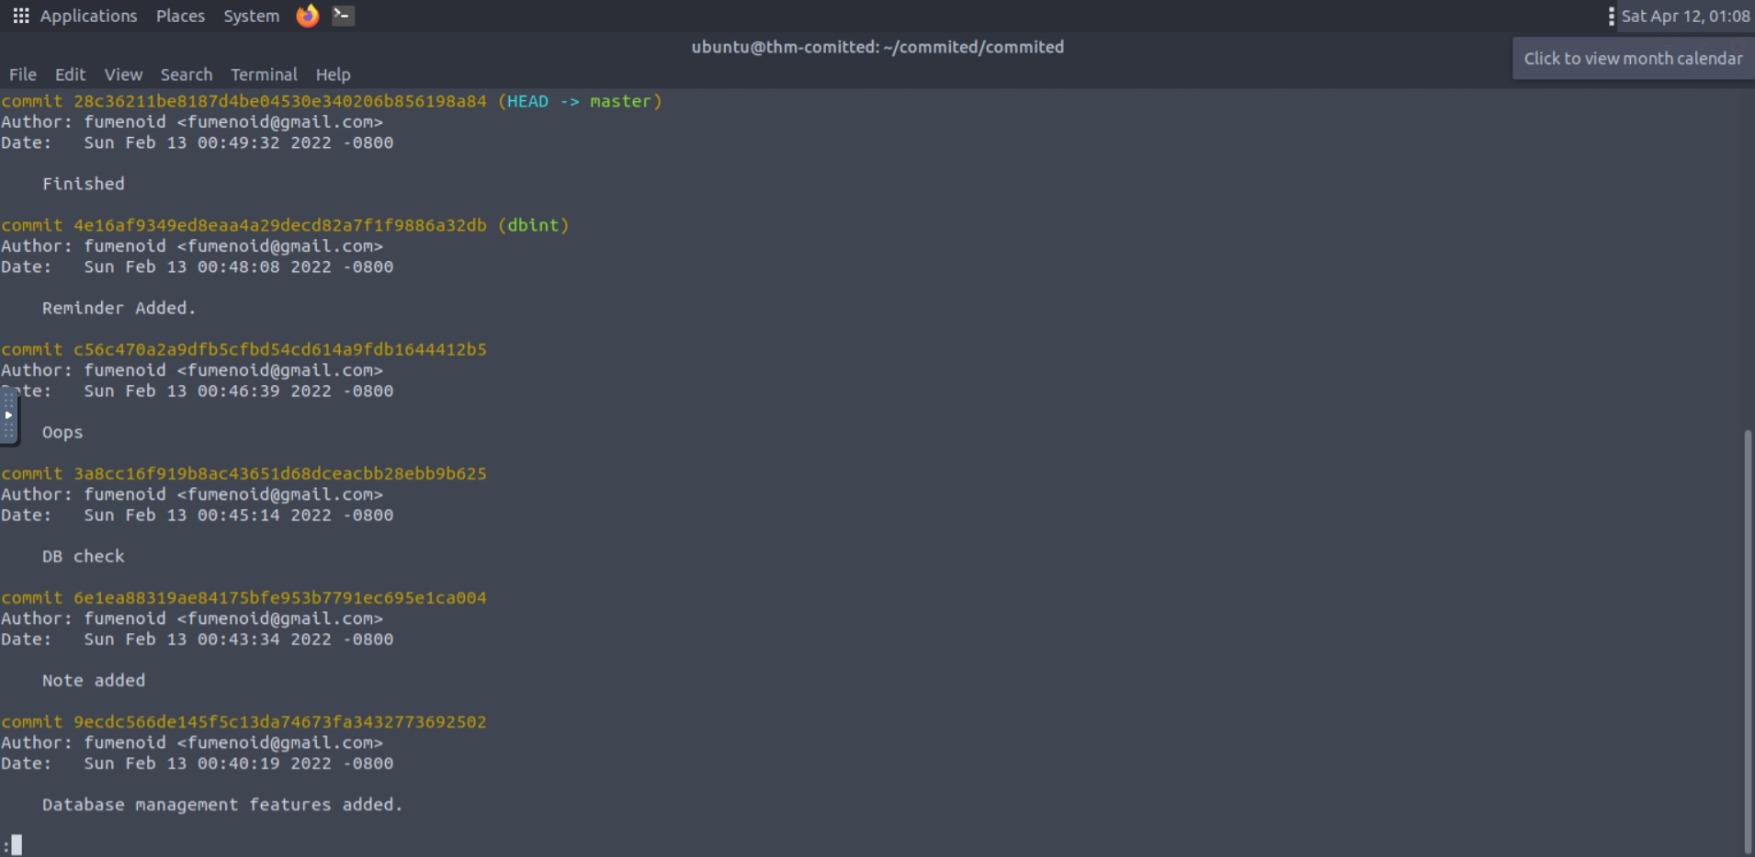 Applications Places System Sat Apr 12, 01:08
ubuntu@thm-comitted: ~/commited/commited
Click to view month calendar
File Edit View Search Terminal Help
commit 28c36211be8187d4be04530e340206b856198a84 (HEAD -> master)
Author: fumenoid <fumenoid@gmail.com>
Date:   Sun Feb 13 00:49:32 2022 -0800
Finished
commit 4e16af9349ed8eaa4a29decd82a7f1f9886a32db (dbint)
Author: fumenoid <fumenoid@gmail.com>
Date:   Sun Feb 13 00:48:08 2022 -0800
Reminder Added.
commit c56c470a2a9dfb5cfbd54cd614a9fdb1644412b5
Author: fumenoid <fumenoid@gmail.com>
Date:   Sun Feb 13 00:46:39 2022 -0800
Oops
commit 3a8cc16f919b8ac43651d68dceacbb28ebb9b625
Author: fumenoid <fumenoid@gmail.com>
Date:   Sun Feb 13 00:45:14 2022 -0800
DB check
commit 6e1ea88319ae84175bfe953b7791ec695e1ca004
Author: fumenoid <fumenoid@gmail.com>
Date:   Sun Feb 13 00:43:34 2022 -0800
Note added
commit 9ecdc566de145f5c13da74673fa3432773692502
Author: fumenoid <fumenoid@gmail.com>
Date:   Sun Feb 13 00:40:19 2022 -0800
Database management features added.
: